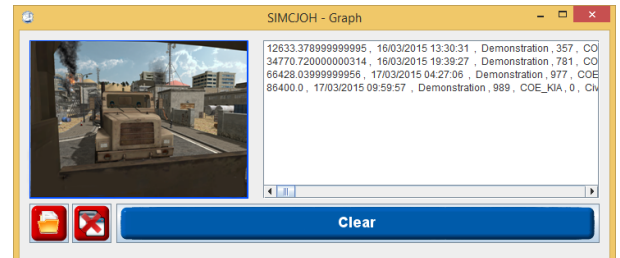 SIMCJOH - Graph
12633.378999999995 , 16/03/2015 13:30:31 , Demonstration , 357 , CO
34770.720000000314 , 16/03/2015 19:39:27 , Demonstration , 781 , CO
66428.03999999956 , 17/03/2015 04:27:06 , Demonstration , 977 , COE
86400.0 , 17/03/2015 09:59:57 , Demonstration , 989 , COE_KIA , 0 , Civ
Clear